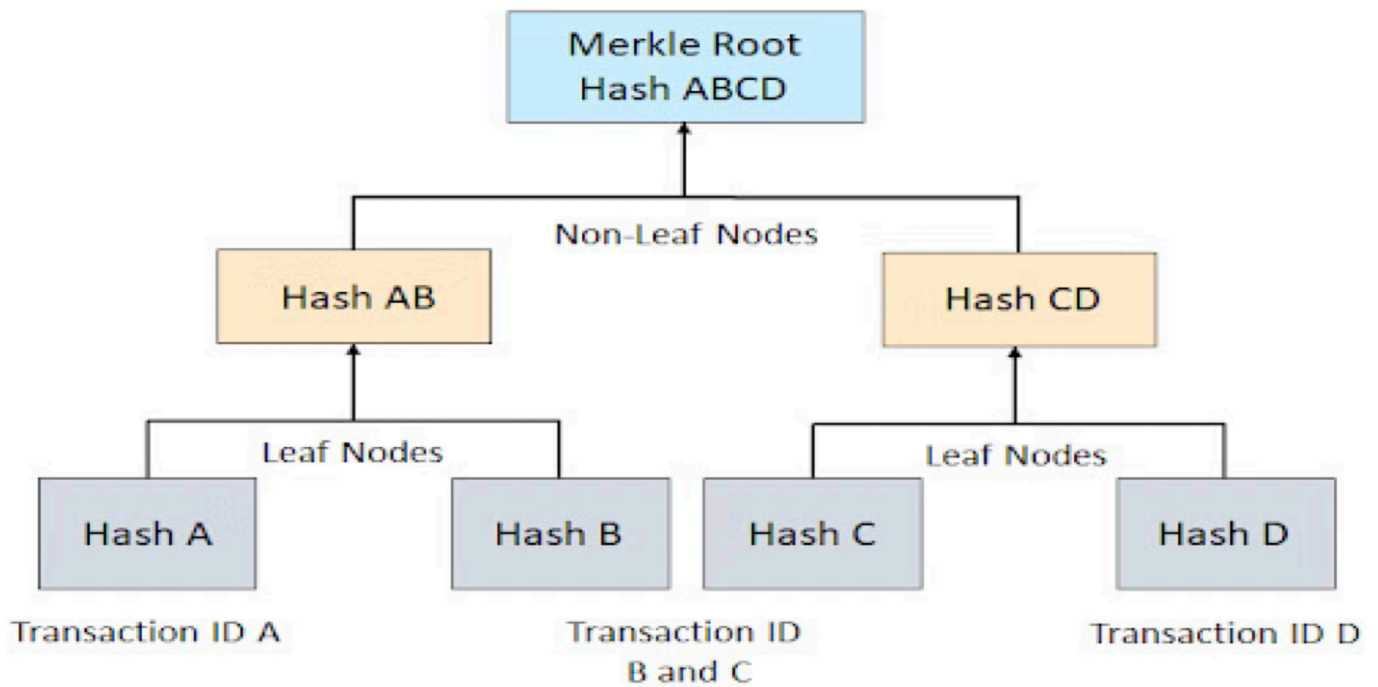 Merkle Root
Hash ABCD
Non-Leaf Nodes
Hash AB
Hash CD
Leaf Nodes
Leaf Nodes
Hash A
Hash B
Hash C
Hash D
Transaction ID A
Transaction ID
B and C
Transaction ID D